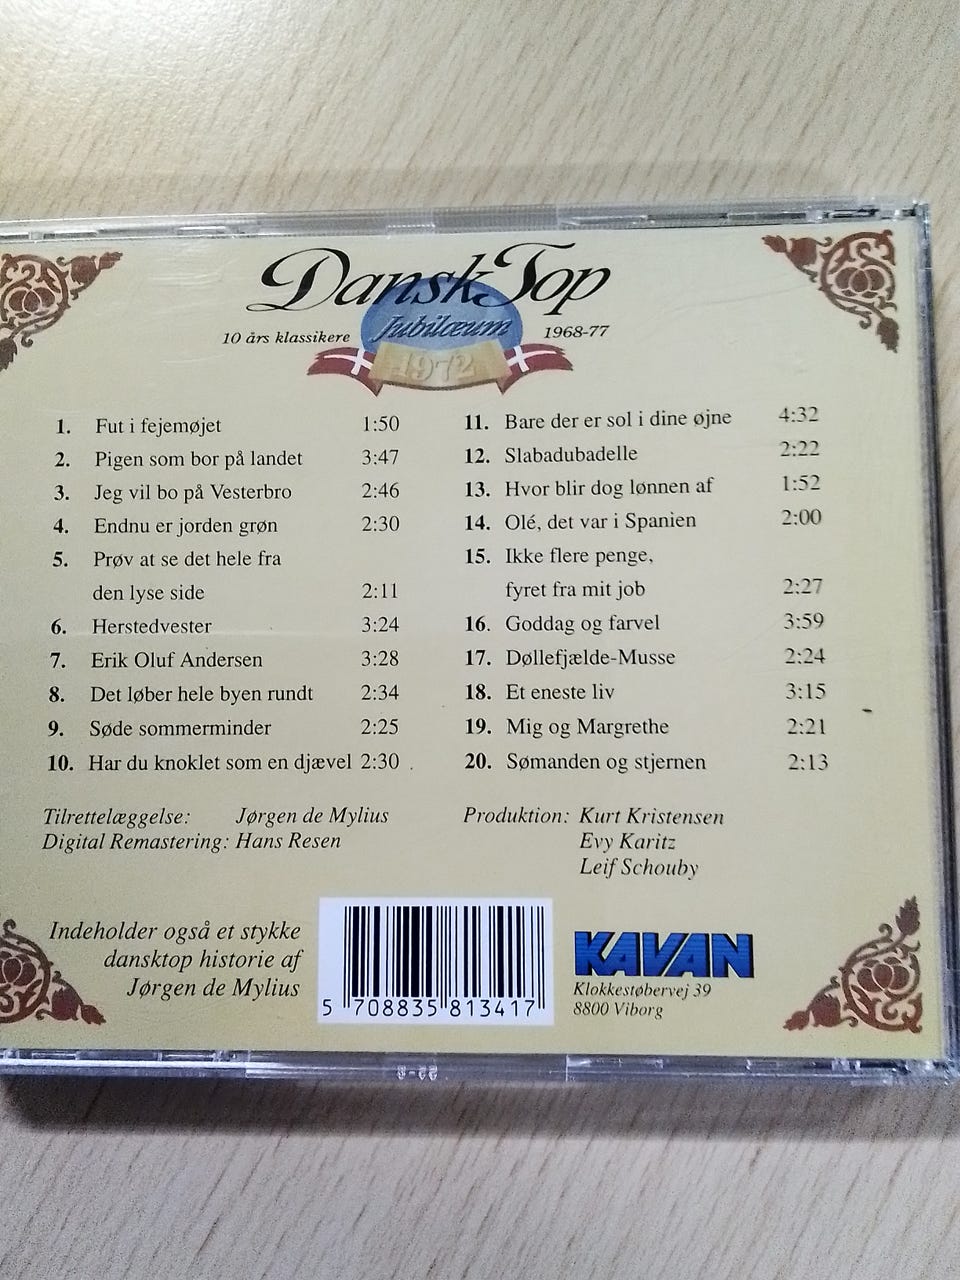 Dansk Top
10 års klassikere Jubilæum 1968-77
1972
1. Fut i fejemøjet 1:50
2. Pigen som bor på landet 3:47
3. Jeg vil bo på Vesterbro 2:46
4. Endnu er jorden grøn 2:30
5. Prøv at se det hele fra
den lyse side 2:11
6. Herstedvester 3:24
7. Erik Oluf Andersen 3:28
8. Det løber hele byen rundt 2:34
9. Søde sommerminder 2:25
10. Har du knoklet som en djævel 2:30
11. Bare der er sol i dine øjne 4:32
12. Slabadubadelle 2:22
13. Hvor blir dog lønnen af 1:52
14. Olé, det var i Spanien 2:00
15. Ikke flere penge,
fyret fra mit job 2:27
16. Goddag og farvel 3:59
17. Døllefjælde-Musse 2:24
18. Et eneste liv 3:15
19. Mig og Margrethe 2:21
20. Sømanden og stjernen 2:13
Tilrettelæggelse: Jørgen de Mylius
Digital Remastering: Hans Resen
Produktion: Kurt Kristensen
Evy Karitz
Leif Schouby
Indeholder også et stykke
dansktop historie af
Jørgen de Mylius
5 708835 813417
KAVAN
Klokkestøbervej 39
8800 Viborg